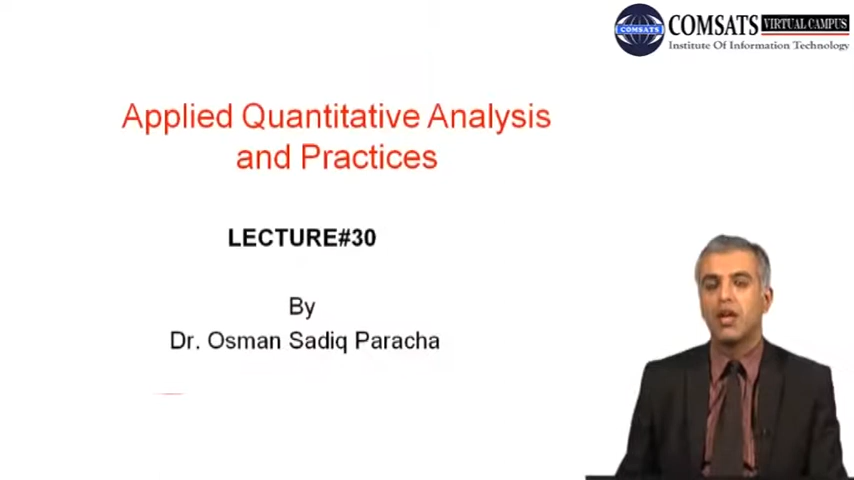 COMSATS VIRTUAL CAMPUS
COMSATS
Institute Of Information Technology
Applied Quantitative Analysis
and Practices
LECTURE#30
By
Dr. Osman Sadiq Paracha